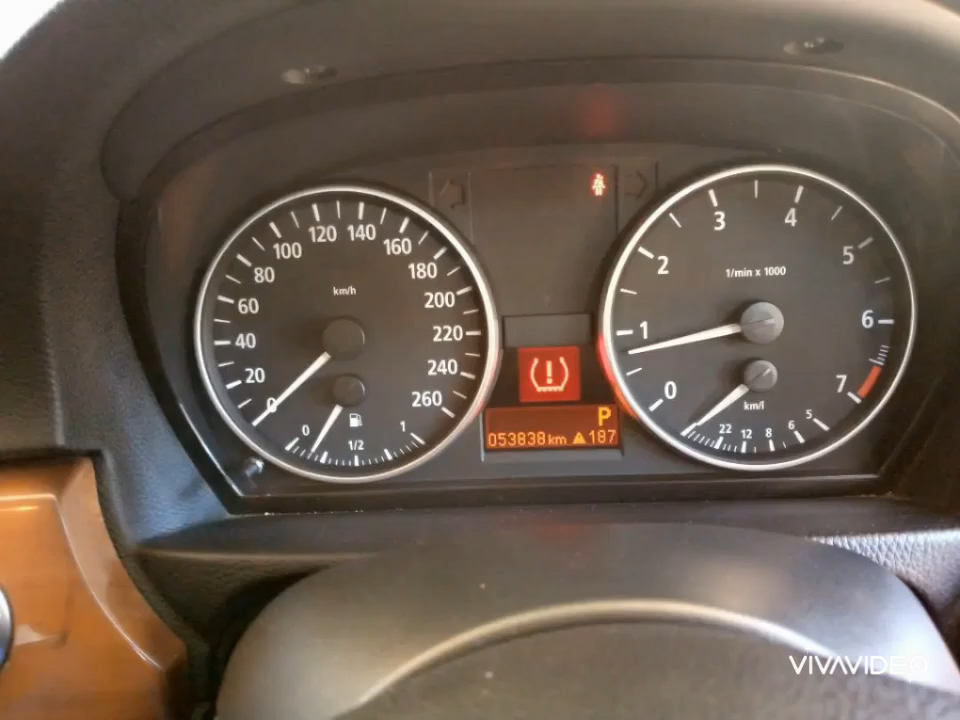 0 20 40 60 80 100 120 140 160 180 200 220 240 260
km/h
0 1/2 1
P
053838 km 187
0 1 2 3 4 5 6 7
1/min x 1000
km/l
22 12 8 6 5
VIVAVIDEO